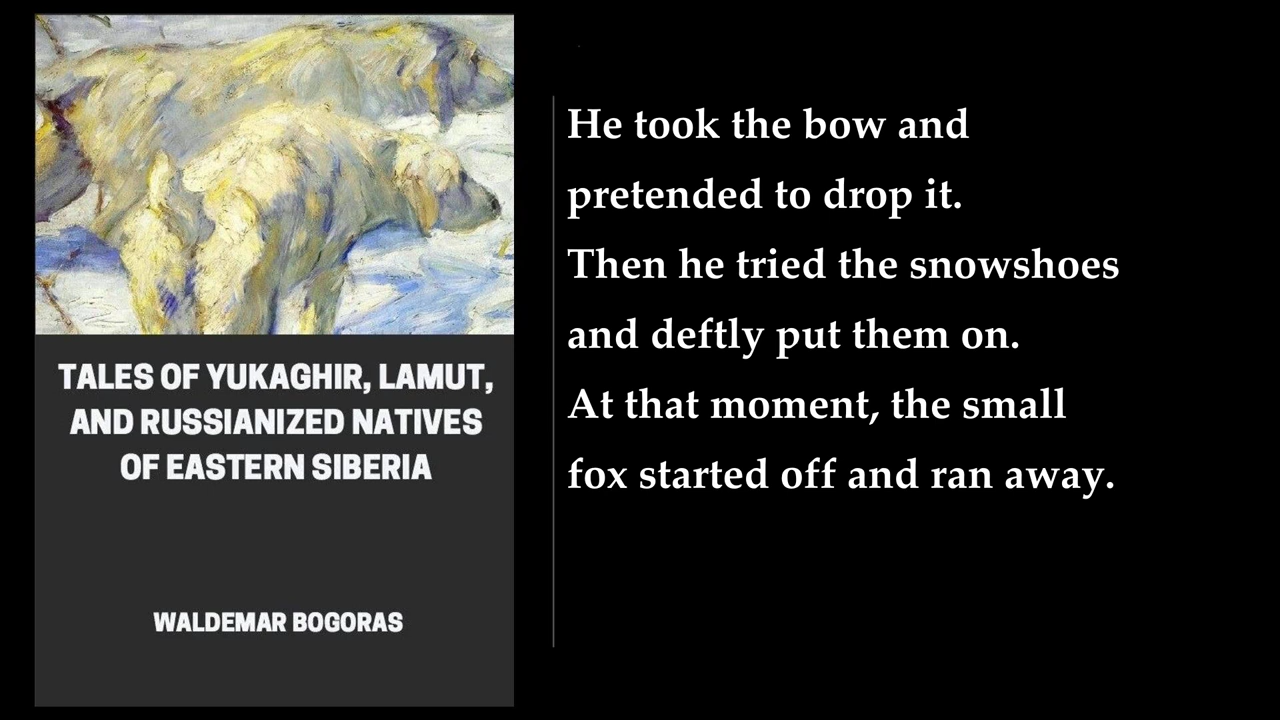 TALES OF YUKAGHIR, LAMUT,
AND RUSSIANIZED NATIVES
OF EASTERN SIBERIA
WALDEMAR BOGORAS
He took the bow and
pretended to drop it.
Then he tried the snowshoes
and deftly put them on.
At that moment, the small
fox started off and ran away.